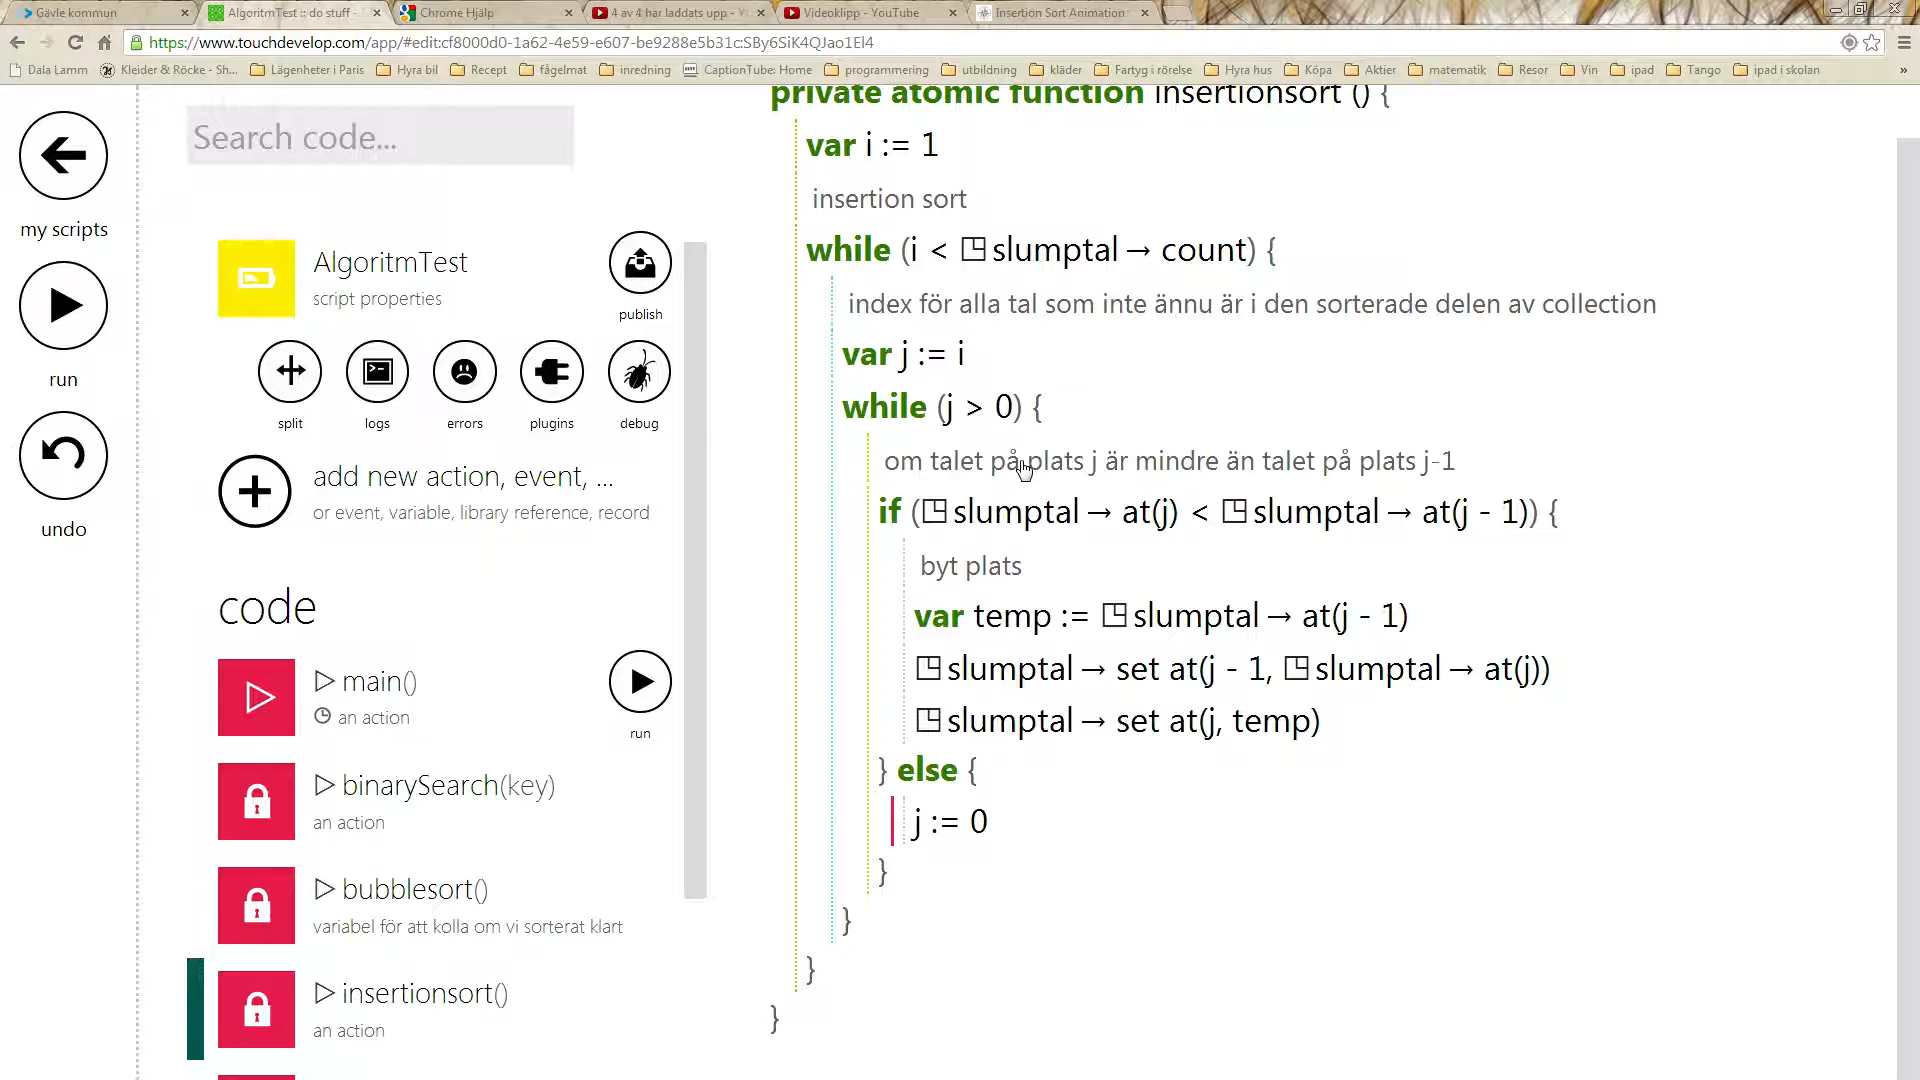 Gävle kommun
AlgoritmTest :: do stuff -
Chrome Hjälp
4 av 4 har laddats upp - Y
Videoklipp - YouTube
Insertion Sort Animation
https://www.touchdevelop.com/app/#edit:cf8000d0-1a62-4e59-e607-be9288e5b31c:SBy6SiK4QJao1El4
Dala Lamm
Kleider & Röcke - Sh...
Lägenheter i Paris
Hyra bil
Recept
fågelmat
inredning
CaptionTube: Home
programmering
utbildning
kläder
Fartyg i rörelse
Hyra hus
Köpa
Aktier
matematik
Resor
Vin
ipad
Tango
ipad i skolan
»
my scripts
run
undo
Search code...
AlgoritmTest
script properties
publish
split
logs
errors
plugins
debug
add new action, event, ...
or event, variable, library reference, record
code
main()
an action
run
binarySearch(key)
an action
bubblesort()
variabel för att kolla om vi sorterat klart
insertionsort()
an action
private atomic function insertionsort () {
var i := 1
insertion sort
while (i < slumptal → count) {
index för alla tal som inte ännu är i den sorterade delen av collection
var j := i
while (j > 0) {
om talet på plats j är mindre än talet på plats j-1
if (slumptal → at(j) < slumptal → at(j - 1)) {
byt plats
var temp := slumptal → at(j - 1)
slumptal → set at(j - 1, slumptal → at(j))
slumptal → set at(j, temp)
} else {
j := 0
}
}
}
}